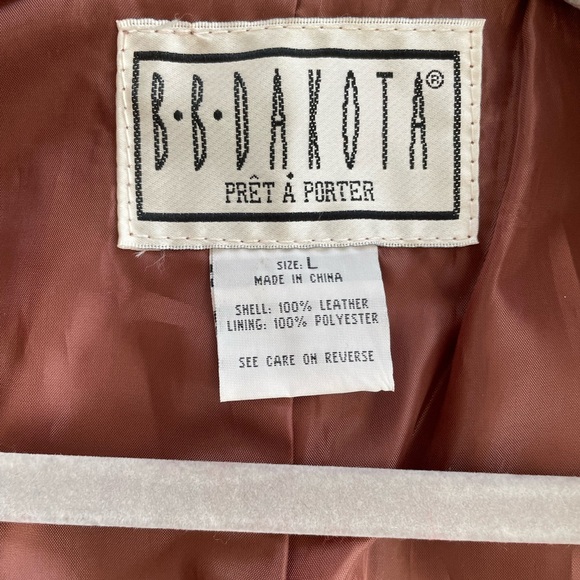 B·B·DAKOTA®
PRÊT À PORTER
SIZE: L
MADE IN CHINA
SHELL: 100% LEATHER
LINING: 100% POLYESTER
SEE CARE ON REVERSE